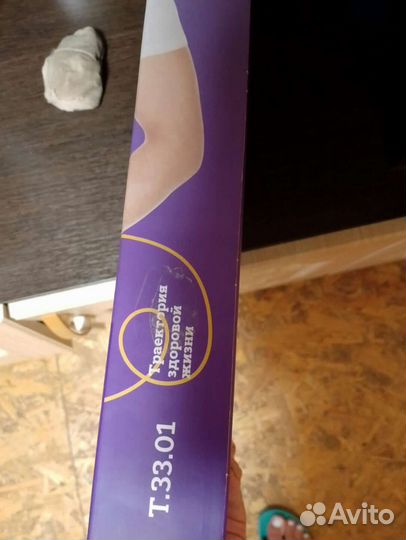 Траектория
здоровой
жизни
Т.33.01
Avito